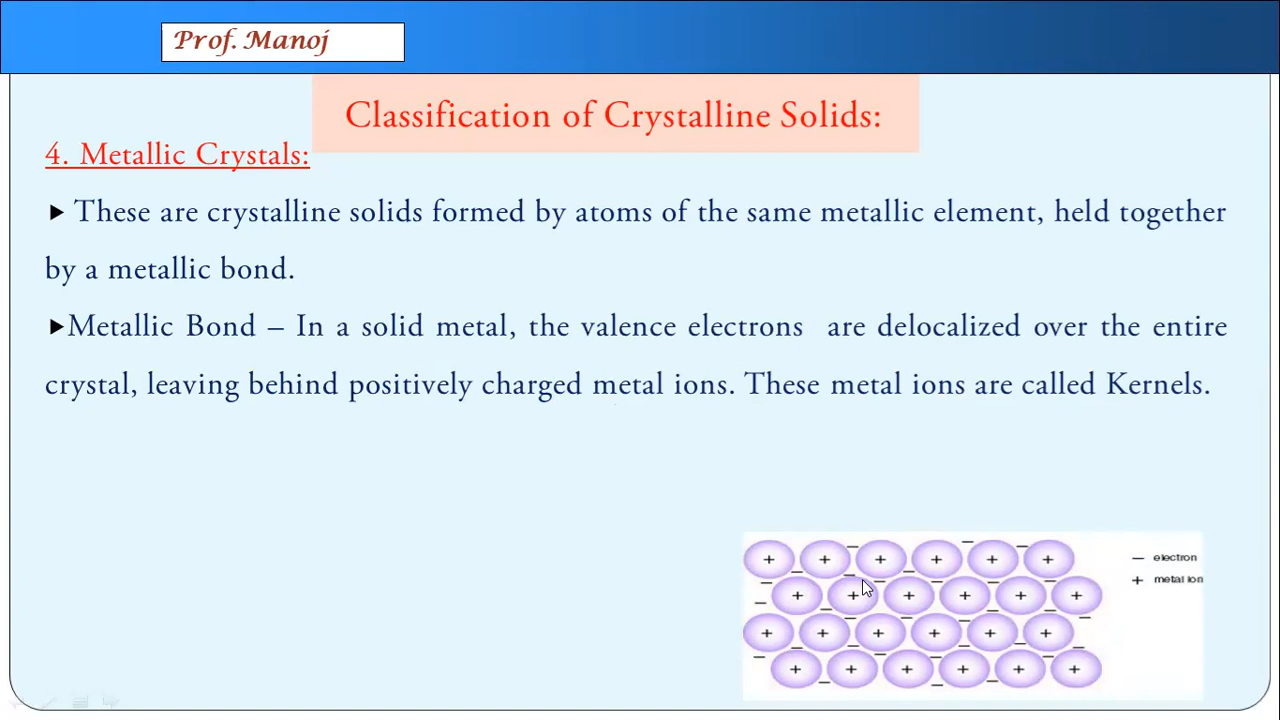 Prof. Manoj
Classification of Crystalline Solids:
4. Metallic Crystals:
▶ These are crystalline solids formed by atoms of the same metallic element, held together
by a metallic bond.
▶Metallic Bond – In a solid metal, the valence electrons are delocalized over the entire
crystal, leaving behind positively charged metal ions. These metal ions are called Kernels.
− electron
+ metal ion